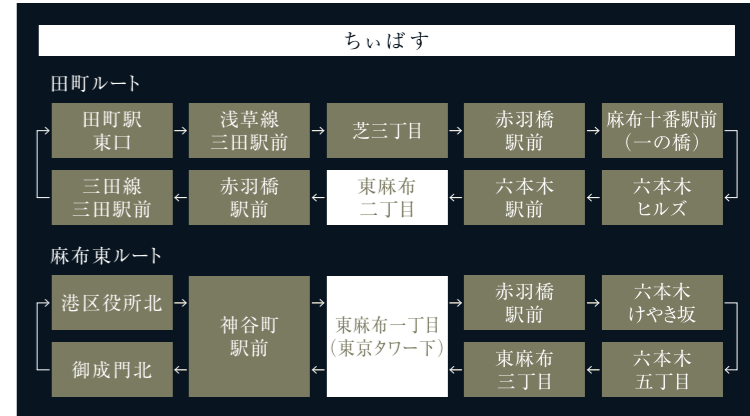 ちぃばす
田町ルート
田町駅
東口
→
浅草線
三田駅前
→
芝三丁目
→
赤羽橋
駅前
→
麻布十番駅前
（一の橋）
三田線
三田駅前
←
赤羽橋
駅前
←
東麻布
二丁目
←
六本木
駅前
←
六本木
ヒルズ
麻布東ルート
港区役所北
→
神谷町
駅前
→
東麻布一丁目
（東京タワー下）
→
赤羽橋
駅前
→
六本木
けやき坂
御成門北
←
←
←
東麻布
三丁目
←
六本木
五丁目